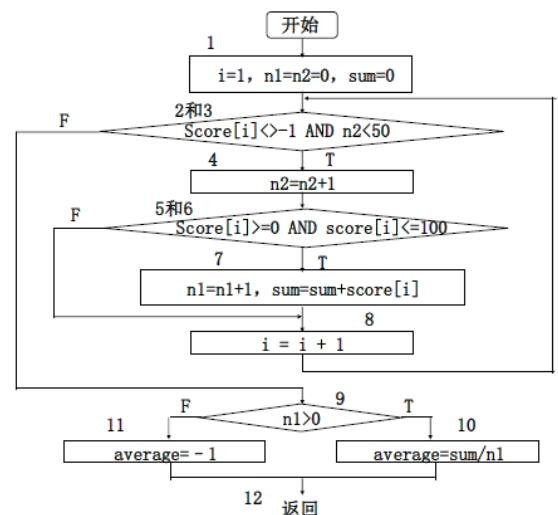 开始
1
i=1, n1=n2=0, sum=0
2和3
F
Score[i]<>-1 AND n2<50
4
T
n2=n2+1
5和6
F
Score[i]>=0 AND score[i]<=100
7
T
n1=n1+1, sum=sum+score[i]
8
i = i + 1
9
F
T
n1>0
11
10
average=-1
average=sum/n1
12
返回